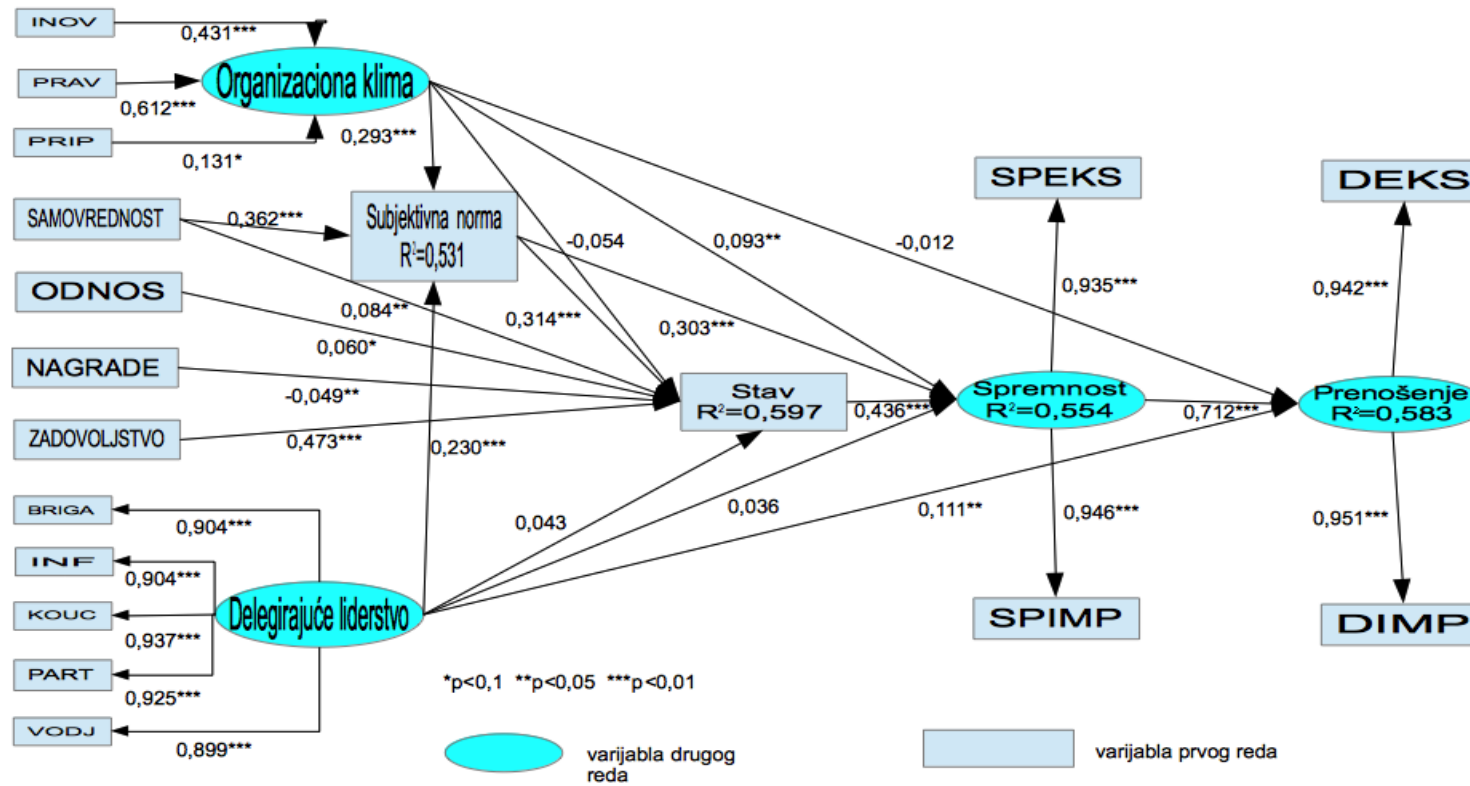 INOV
0,431***
Organizaciona klima
PRAV
0,612***
PRIP
0,131*
0,293***
SAMOVREDNOST
0,362***
Subjektivna norma
R²=0,531
-0,054
0,093**
-0,012
SPEKS
DEKS
ODNOS
0,084**
0,314***
0,303***
0,935***
0,942***
0,060*
NAGRADE
-0,049**
Stav
R²=0,597
0,436***
Spremnost
R²=0,554
0,712***
Prenošenje
R²=0,583
ZADOVOLJSTVO
0,473***
0,230***
BRIGA
0,904***
0,043
0,036
0,111**
0,946***
0,951***
INF
0,904***
KOUC
0,937***
Delegirajuće liderstvo
SPIMP
DIMP
PART
0,925***
VODJ
0,899***
*p<0,1 **p<0,05 ***p<0,01
varijabla drugog
reda
varijabla prvog reda